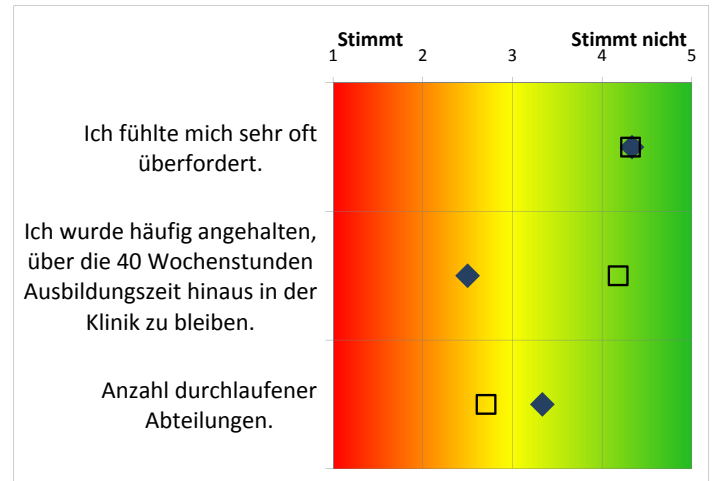 Stimmt Stimmt nicht
1 2 3 4 5
Ich fühlte mich sehr oft
überfordert.
Ich wurde häufig angehalten,
über die 40 Wochenstunden
Ausbildungszeit hinaus in der
Klinik zu bleiben.
Anzahl durchlaufener
Abteilungen.